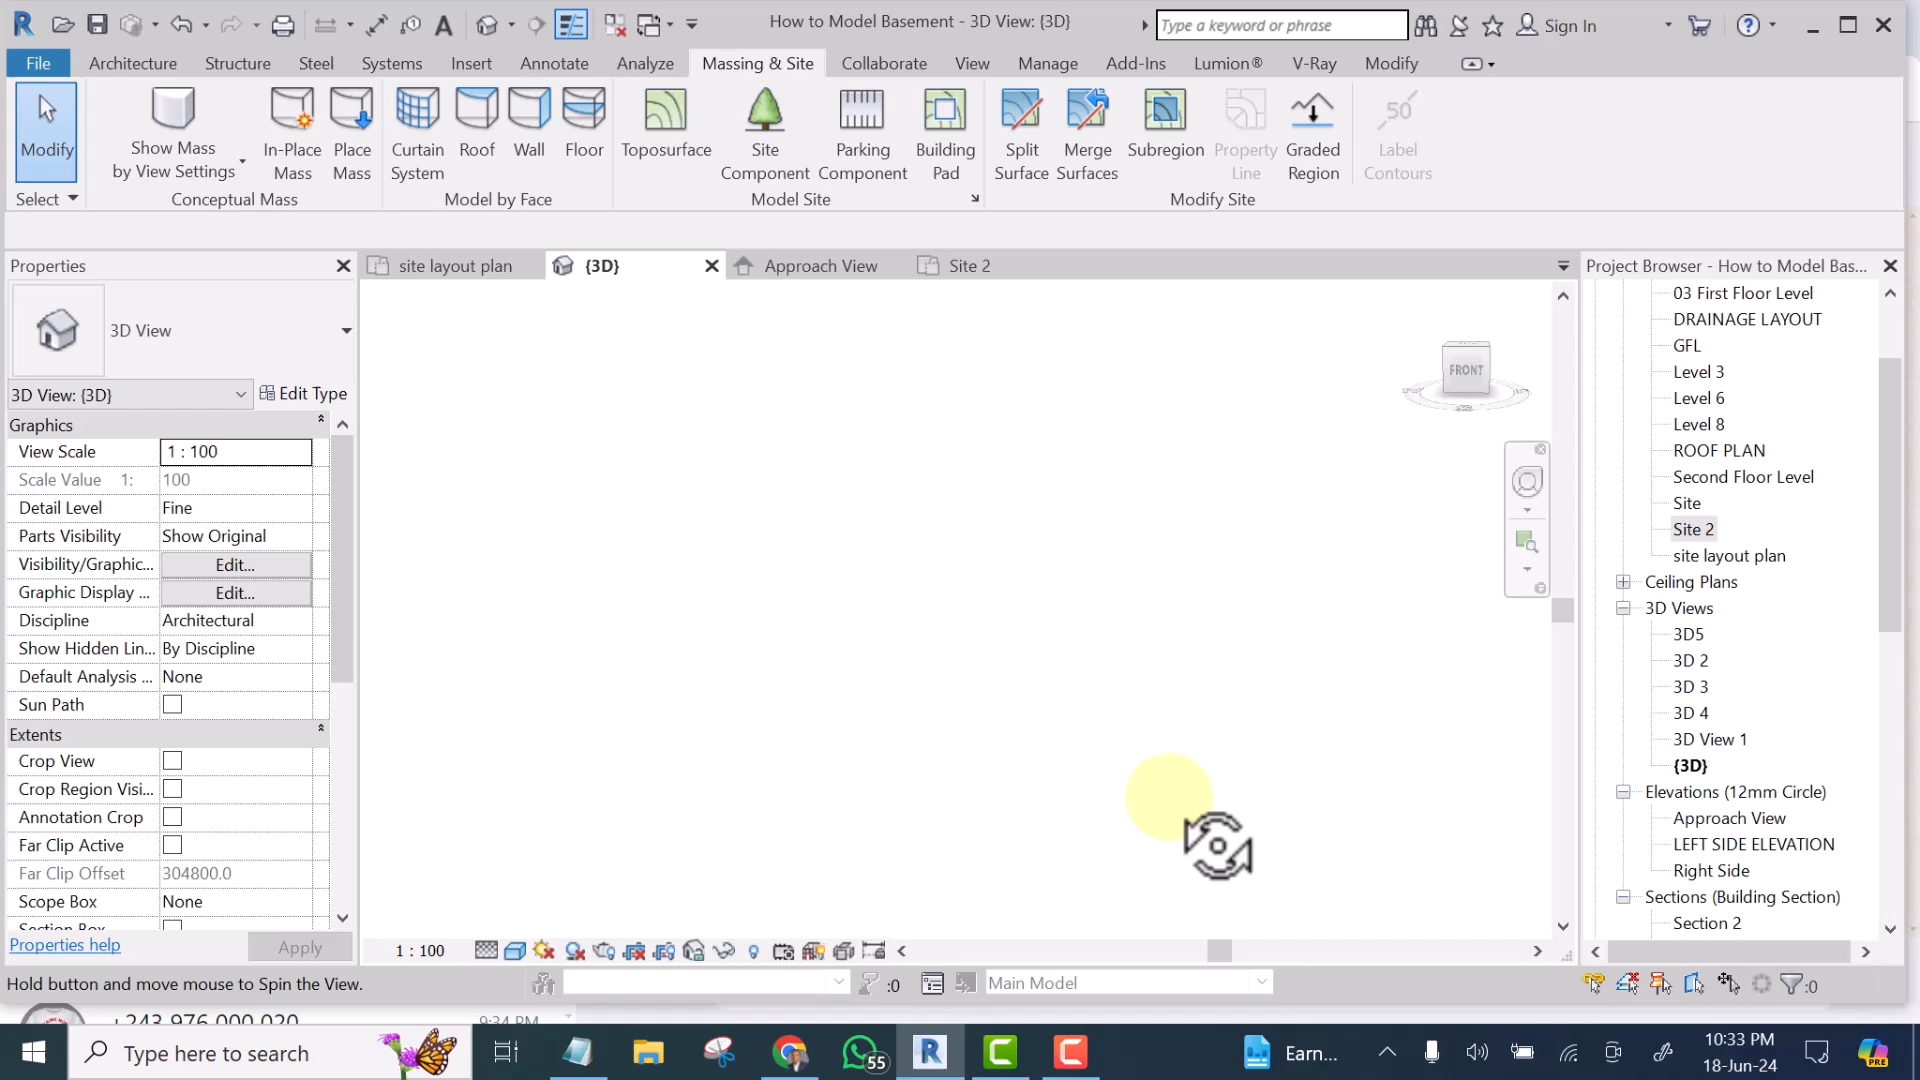 How to Model Basement - 3D View: {3D}
Type a keyword or phrase
Sign In
File
Architecture
Structure
Steel
Systems
Insert
Annotate
Analyze
Massing & Site
Collaborate
View
Manage
Add-Ins
Lumion®
V-Ray
Modify
Modify
Show Mass
by View Settings
In-Place
Mass
Place
Mass
Curtain
System
Roof
Wall
Floor
Toposurface
Site
Component
Parking
Component
Building
Pad
Split
Surface
Merge
Surfaces
Subregion
Property
Line
Graded
Region
50
Label
Contours
Select
Conceptual Mass
Model by Face
Model Site
Modify Site
Properties
site layout plan
{3D}
Approach View
Site 2
Project Browser - How to Model Bas...
3D View
3D View: {3D}
Edit Type
Graphics
View Scale
1 : 100
Scale Value 1:
100
Detail Level
Fine
Parts Visibility
Show Original
Visibility/Graphic...
Edit...
Graphic Display ...
Edit...
Discipline
Architectural
Show Hidden Lin...
By Discipline
Default Analysis ...
None
Sun Path
Extents
Crop View
Crop Region Visi...
Annotation Crop
Far Clip Active
Far Clip Offset
304800.0
Scope Box
None
Section Box
Properties help
Apply
FRONT
03 First Floor Level
DRAINAGE LAYOUT
GFL
Level 3
Level 6
Level 8
ROOF PLAN
Second Floor Level
Site
Site 2
site layout plan
Ceiling Plans
3D Views
3D5
3D 2
3D 3
3D 4
3D View 1
{3D}
Elevations (12mm Circle)
Approach View
LEFT SIDE ELEVATION
Right Side
Sections (Building Section)
Section 2
1 : 100
Hold button and move mouse to Spin the View.
:0
Main Model
:0
+243 976 000 020
9:34 PM
Type here to search
55
Earn...
10:33 PM
18-Jun-24
PRE